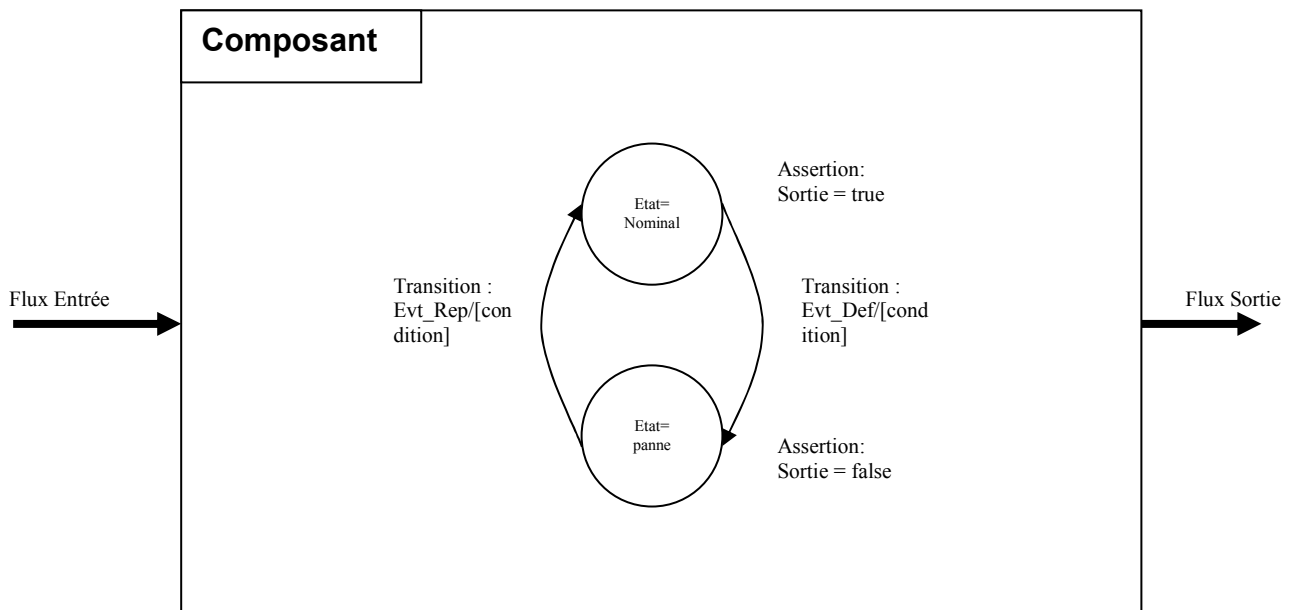 Composant
Assertion:
Sortie = true
Etat=
Nominal
Transition :
Evt_Rep/[con
dition]
Transition :
Evt_Def/[cond
ition]
Flux Entrée
Flux Sortie
Etat=
panne
Assertion:
Sortie = false